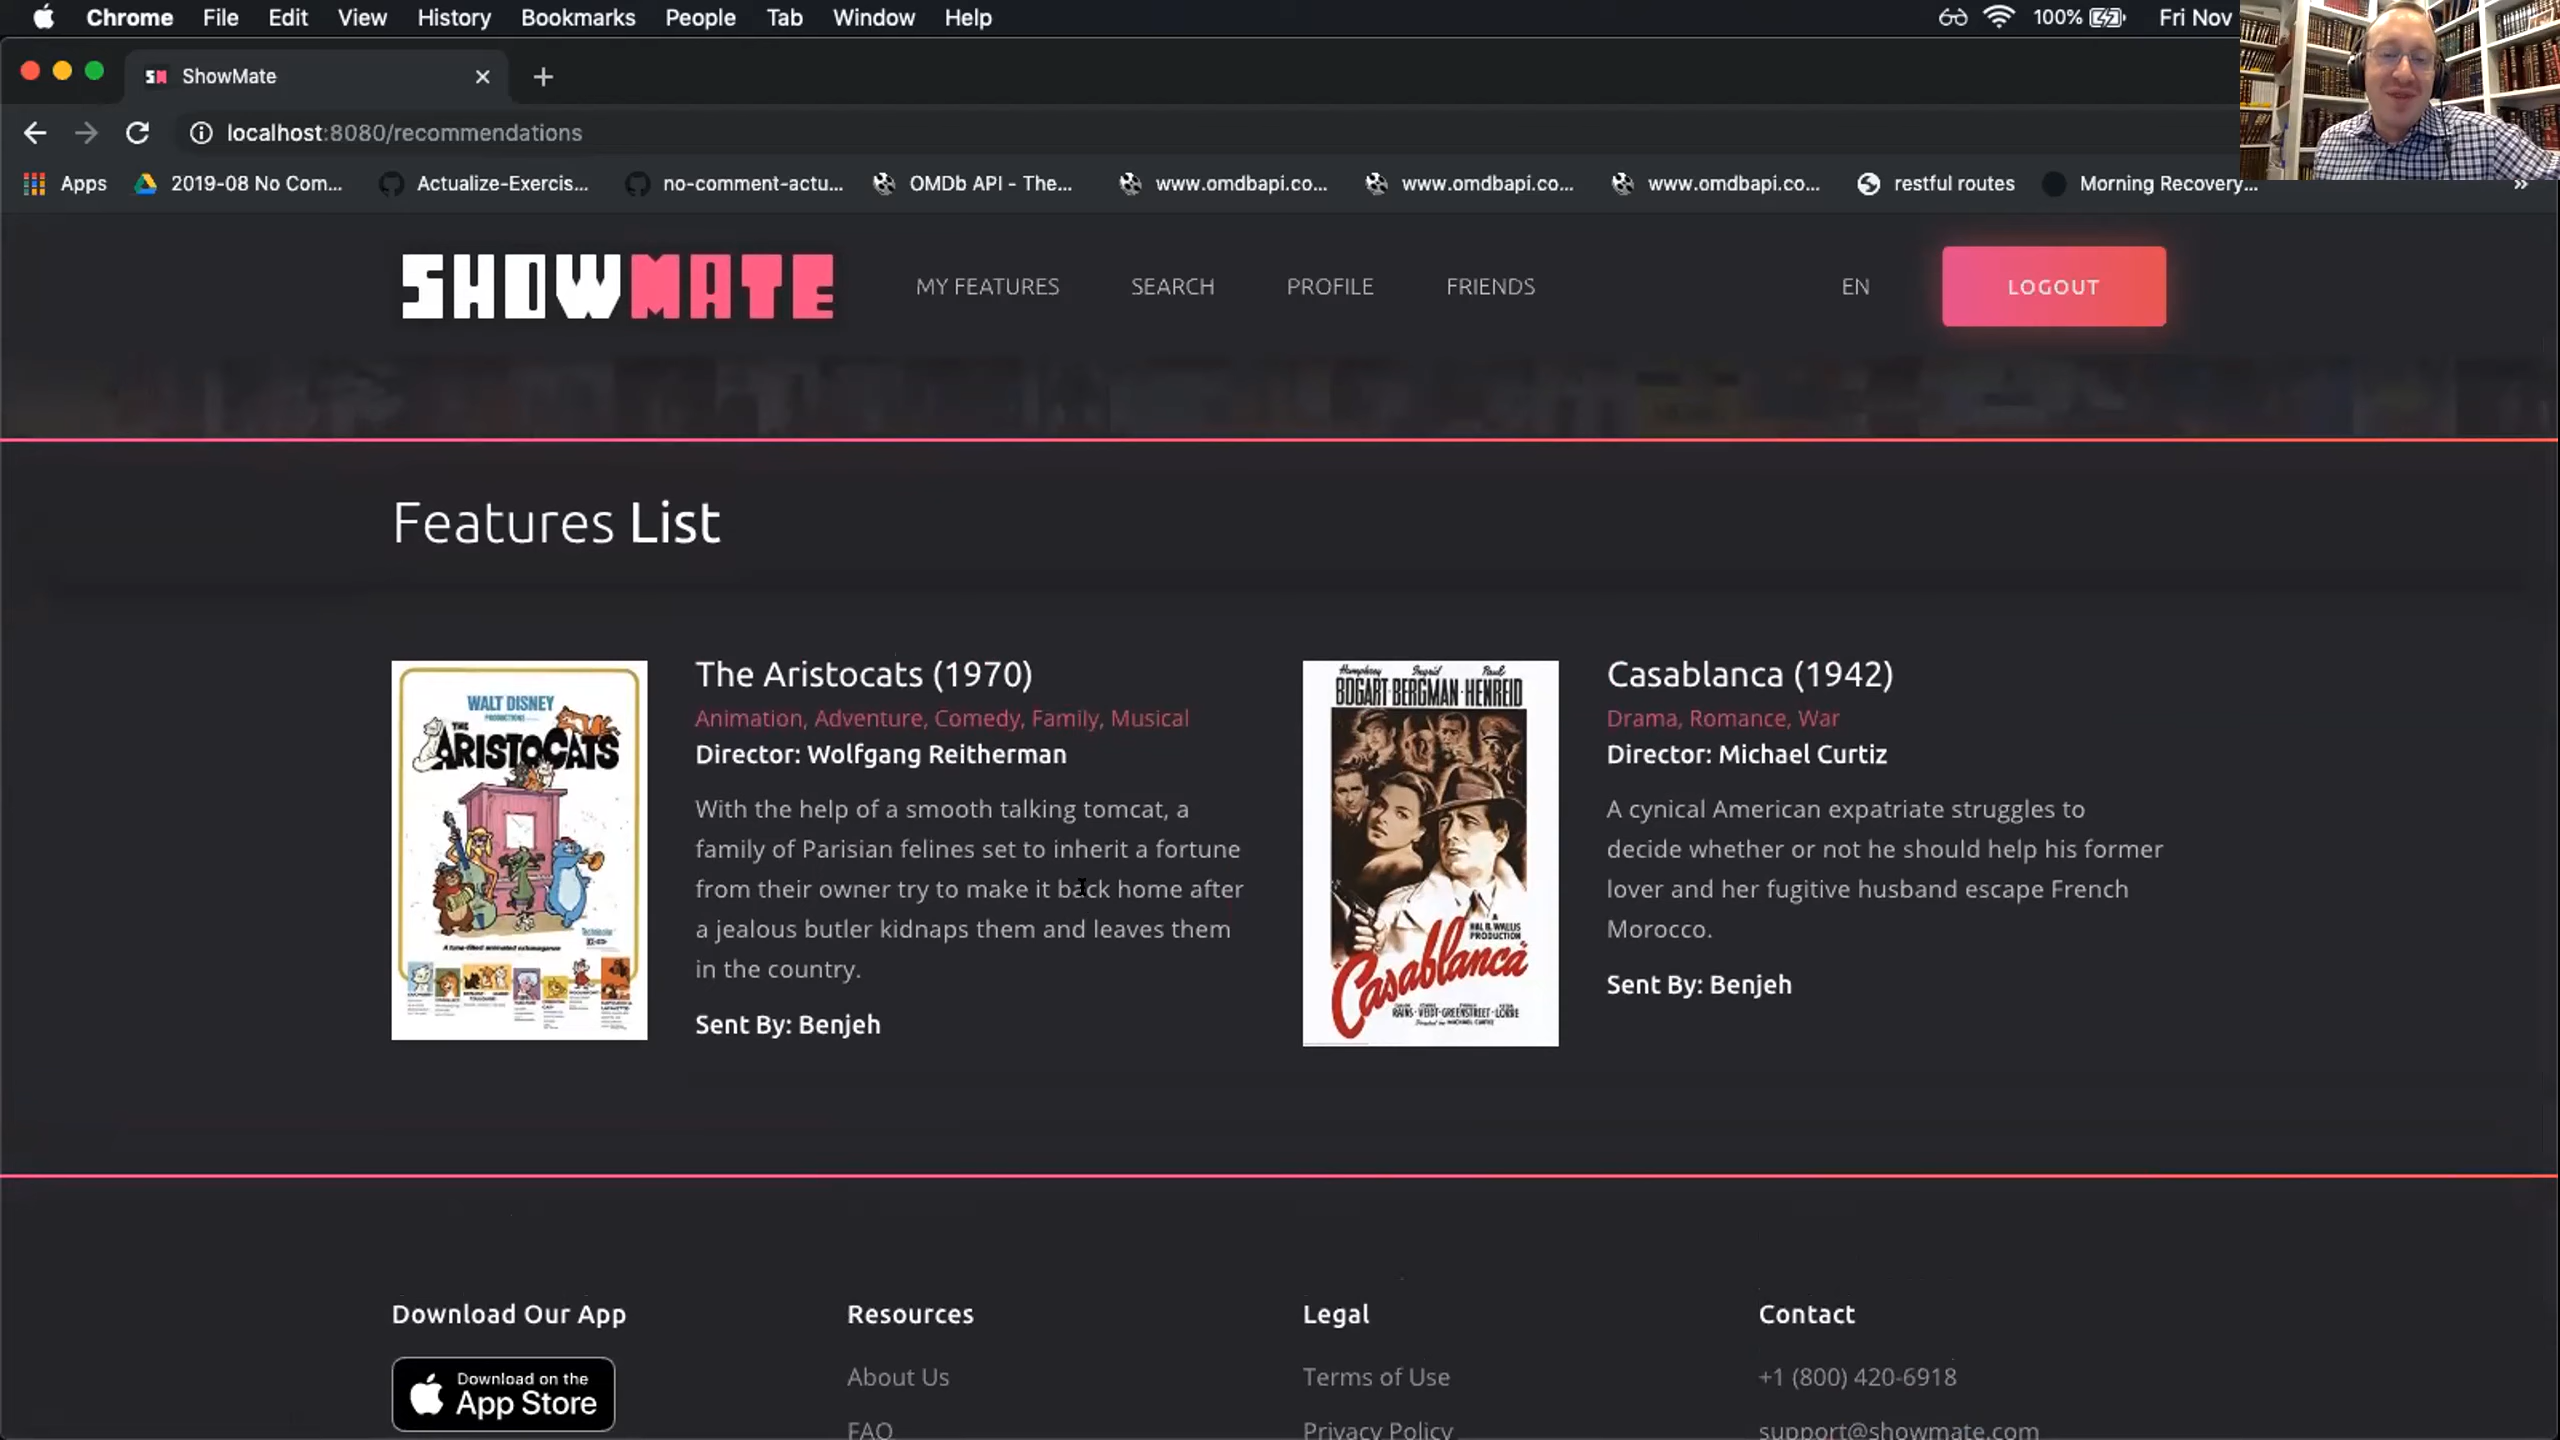 Chrome File Edit View History Bookmarks People Tab Window Help 100% Fri Nov
ShowMate
localhost:8080/recommendations
Apps 2019-08 No Com... Actualize-Exercis... no-comment-actu... OMDb API - The... www.omdbapi.co... www.omdbapi.co... www.omdbapi.co... restful routes Morning Recovery... »
SHOWMATE MY FEATURES SEARCH PROFILE FRIENDS EN LOGOUT
Features List
WALT DISNEY
PRODUCTIONS
THE
ARISTOCATS
The Aristocats (1970)
Animation, Adventure, Comedy, Family, Musical
Director: Wolfgang Reitherman
With the help of a smooth talking tomcat, a
family of Parisian felines set to inherit a fortune
from their owner try to make it back home after
a jealous butler kidnaps them and leaves them
in the country.
Sent By: Benjeh
Humphrey Ingrid Paul
BOGART · BERGMAN · HENREID
A
HAL B. WALLIS
PRODUCTION
"Casablanca"
Casablanca (1942)
Drama, Romance, War
Director: Michael Curtiz
A cynical American expatriate struggles to
decide whether or not he should help his former
lover and her fugitive husband escape French
Morocco.
Sent By: Benjeh
Download Our App
Download on the
App Store
Resources
About Us
FAQ
Legal
Terms of Use
Privacy Policy
Contact
+1 (800) 420-6918
support@showmate.com